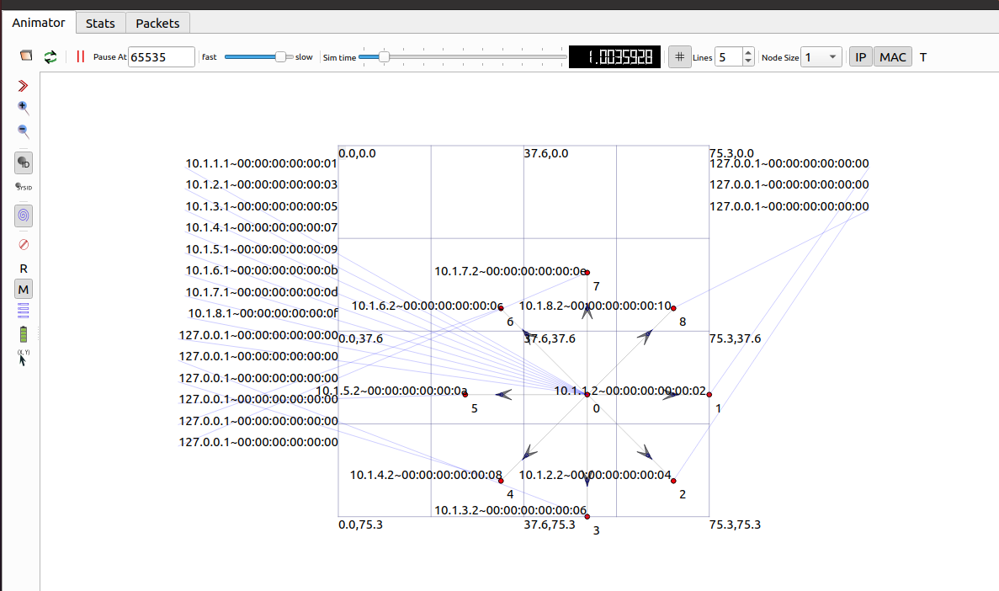 Animator Stats Packets
Pause At 65535 fast slow Sim time 1.0035928 # Lines 5 Node Size 1 IP MAC T
ID
SYSID
R
M
(X, Y)
0.0,0.0 37.6,0.0 75.3,0.0
10.1.1.1~00:00:00:00:00:01 127.0.0.1~00:00:00:00:00:00
10.1.2.1~00:00:00:00:00:03 127.0.0.1~00:00:00:00:00:00
10.1.3.1~00:00:00:00:00:05 127.0.0.1~00:00:00:00:00:00
10.1.4.1~00:00:00:00:00:07
10.1.5.1~00:00:00:00:00:09
10.1.6.1~00:00:00:00:00:0b
10.1.7.2~00:00:00:00:00:0e
7
10.1.7.1~00:00:00:00:00:0d
10.1.6.2~00:00:00:00:00:0c 10.1.8.2~00:00:00:00:00:10
10.1.8.1~00:00:00:00:00:0f
6 8
127.0.0.1~00:00:00:00:00:00
0.0,37.6 37.6,37.6 75.3,37.6
127.0.0.1~00:00:00:00:00:00
127.0.0.1~00:00:00:00:00:00
10.1.5.2~00:00:00:00:00:0a 10.1.1.2~00:00:00:00:00:02
127.0.0.1~00:00:00:00:00:00
5 0 1
127.0.0.1~00:00:00:00:00:00
127.0.0.1~00:00:00:00:00:00
10.1.4.2~00:00:00:00:00:08 10.1.2.2~00:00:00:00:00:04
4 2
10.1.3.2~00:00:00:00:00:06
0.0,75.3 37.6,75.3 75.3,75.3
3